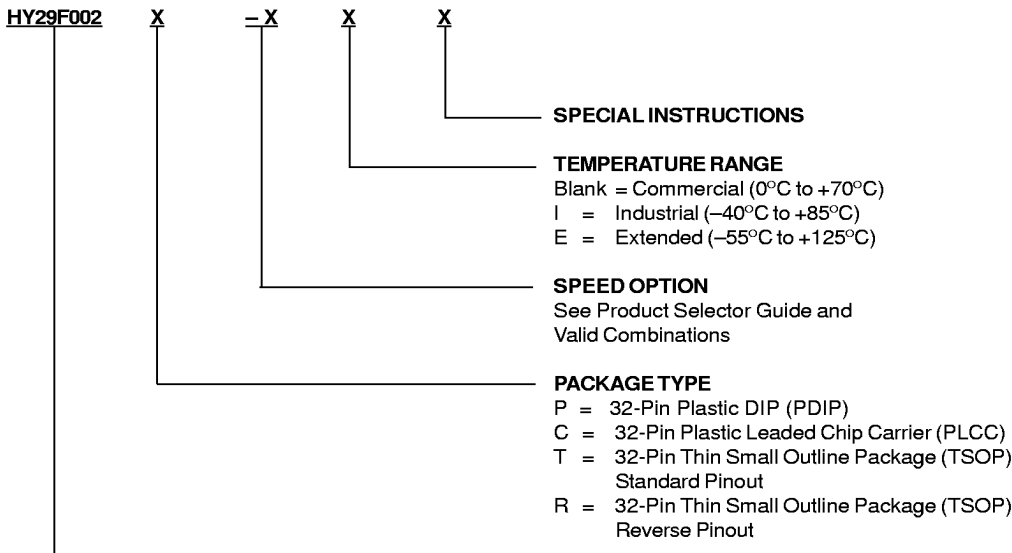 HY29F002 X – X X X
SPECIAL INSTRUCTIONS
TEMPERATURE RANGE
Blank = Commercial (0°C to +70°C)
I = Industrial (–40°C to +85°C)
E = Extended (–55°C to +125°C)
SPEED OPTION
See Product Selector Guide and
Valid Combinations
PACKAGE TYPE
P = 32-Pin Plastic DIP (PDIP)
C = 32-Pin Plastic Leaded Chip Carrier (PLCC)
T = 32-Pin Thin Small Outline Package (TSOP)
Standard Pinout
R = 32-Pin Thin Small Outline Package (TSOP)
Reverse Pinout